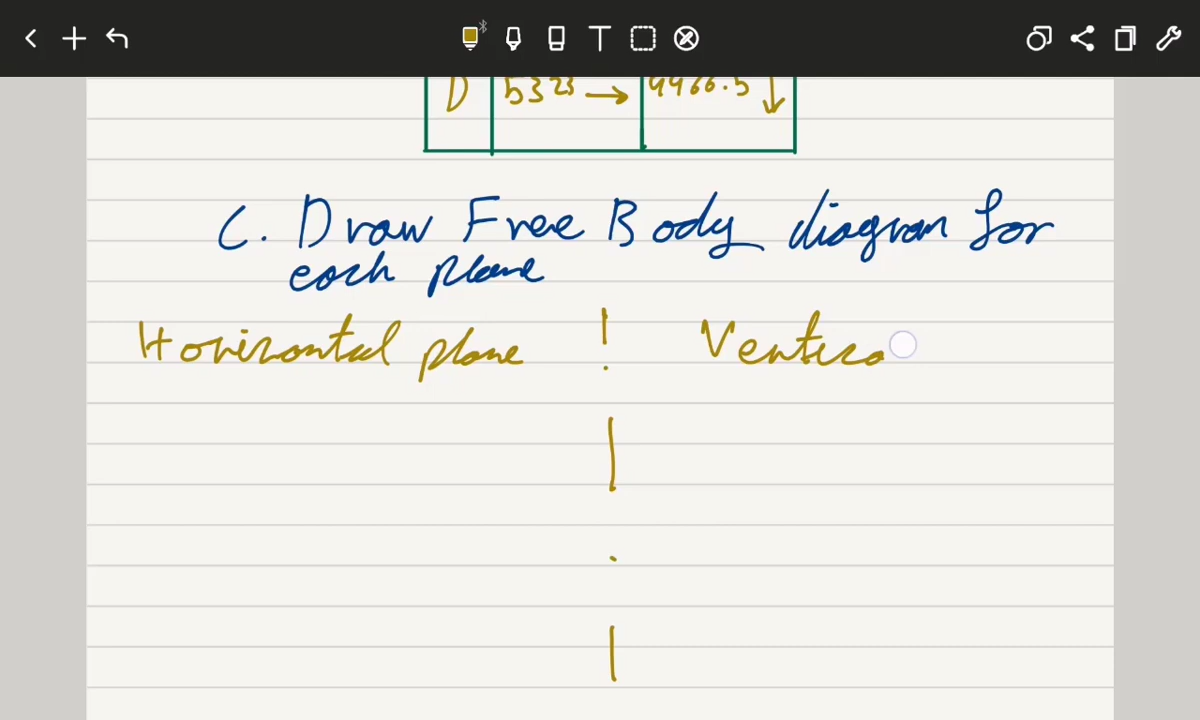 D 5323 → 4466.5 ↓
C. Draw Free Body diagram for
each plane
Horizontal plane Vertica